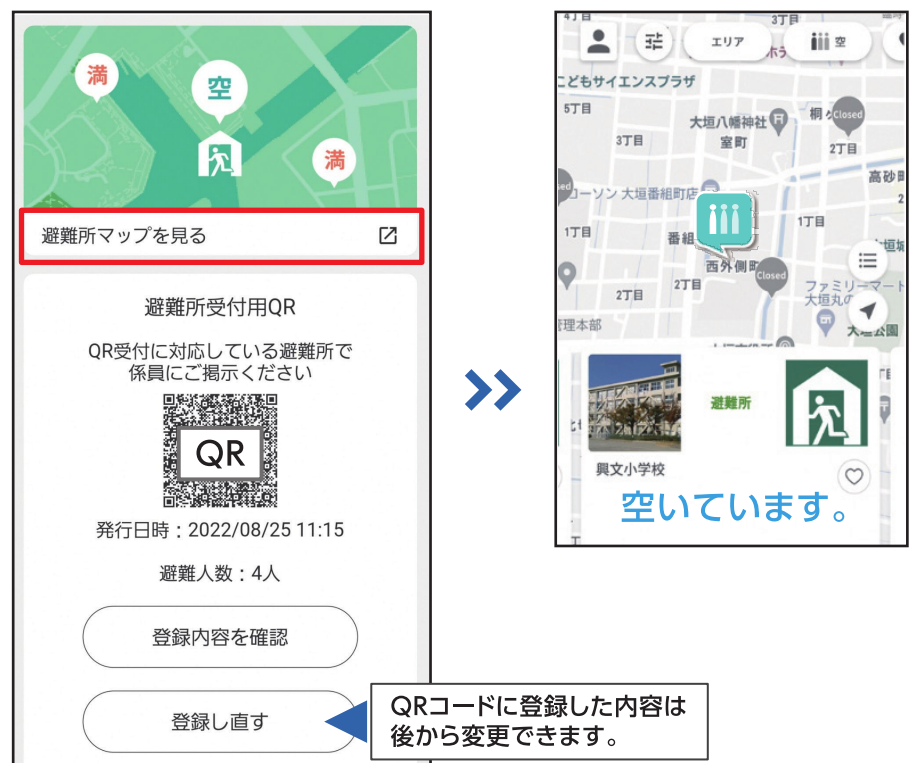 満
空
満
避難所マップを見る
避難所受付用QR
QR受付に対応している避難所で
係員にご掲示ください
QR
発行日時：2022/08/25 11:15
避難人数：4人
登録内容を確認
登録し直す
QRコードに登録した内容は
後から変更できます。
4丁目
3丁目
エリア
空
こどもサイエンスプラザ
5丁目
大垣八幡神社
桐ヶ
Closed
3丁目
室町
2丁目
高砂町
ローソン 大垣番組町店
1丁目
1丁目
番組
西外側町
Closed
2丁目
2丁目
ファミリーマート
大垣丸の
管理本部
大垣公園
避難所
興文小学校
空いています。